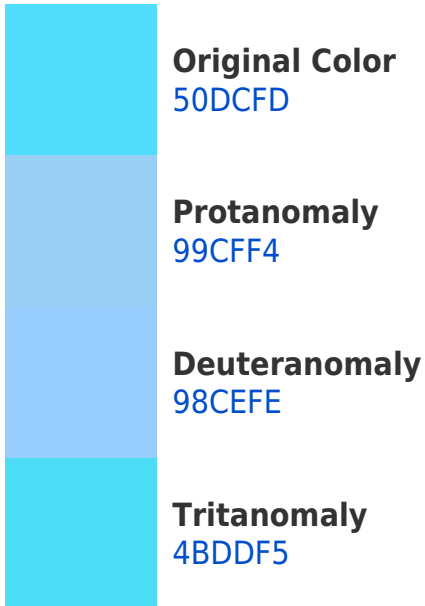 Original Color
50DCFD
Protanomaly
99CFF4
Deuteranomaly
98CEFE
Tritanomaly
4BDDF5